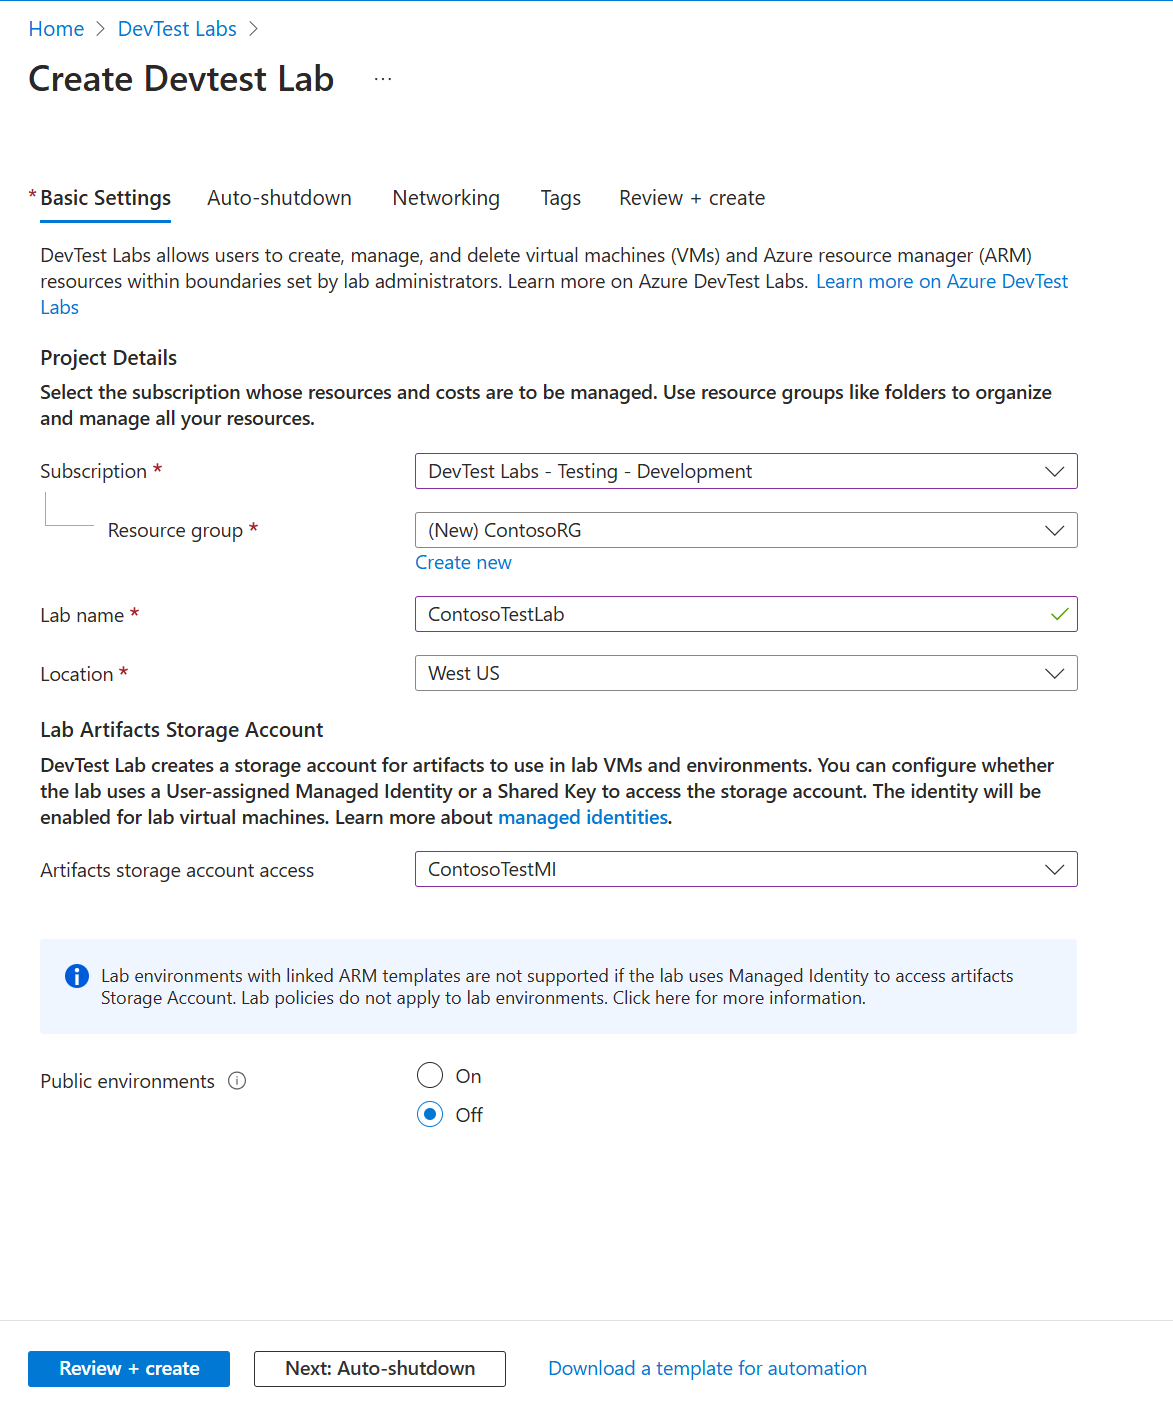 Home > DevTest Labs >
Create Devtest Lab ...
* Basic Settings Auto-shutdown Networking Tags Review + create
DevTest Labs allows users to create, manage, and delete virtual machines (VMs) and Azure resource manager (ARM)
resources within boundaries set by lab administrators. Learn more on Azure DevTest Labs. Learn more on Azure DevTest
Labs
Project Details
Select the subscription whose resources and costs are to be managed. Use resource groups like folders to organize
and manage all your resources.
Subscription * DevTest Labs - Testing - Development
Resource group * (New) ContosoRG
Create new
Lab name * ContosoTestLab
Location * West US
Lab Artifacts Storage Account
DevTest Lab creates a storage account for artifacts to use in lab VMs and environments. You can configure whether
the lab uses a User-assigned Managed Identity or a Shared Key to access the storage account. The identity will be
enabled for lab virtual machines. Learn more about managed identities.
Artifacts storage account access ContosoTestMI
Lab environments with linked ARM templates are not supported if the lab uses Managed Identity to access artifacts
Storage Account. Lab policies do not apply to lab environments. Click here for more information.
Public environments On
Off
Review + create Next: Auto-shutdown Download a template for automation